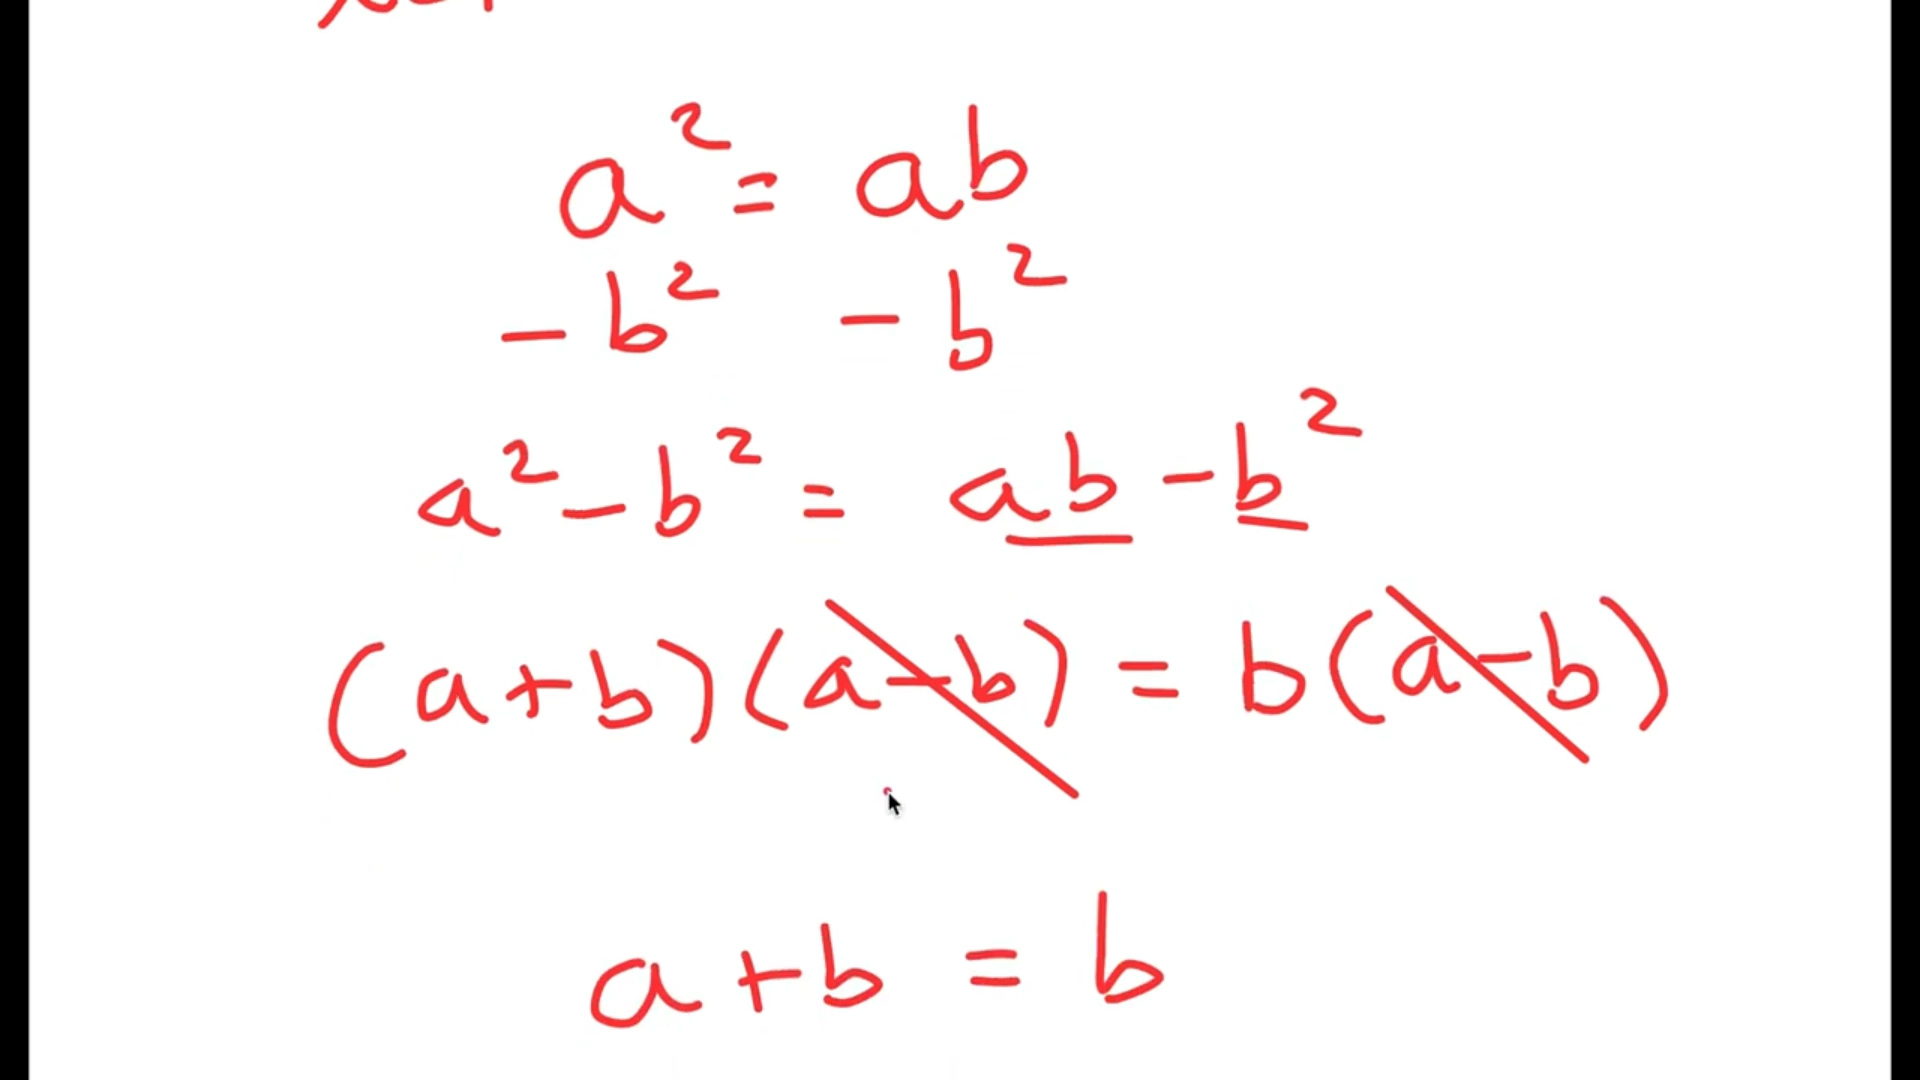 a² = ab
- b² - b²
a² - b² = ab - b²
(a+b)(a-b) = b(a-b)
a + b = b